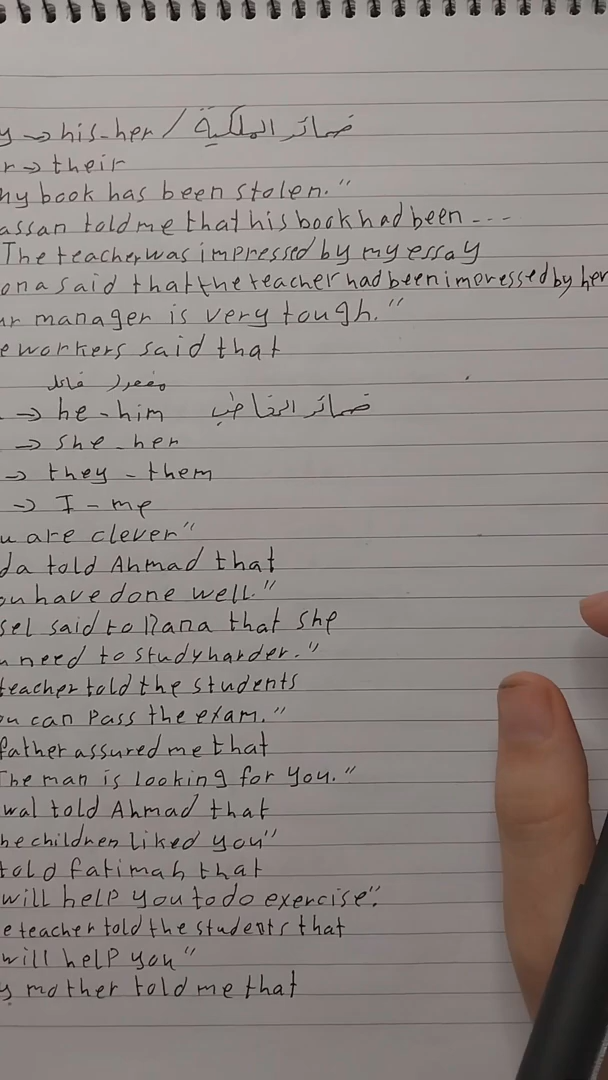 y → his-her / ضمائر الملكية
r → their
my book has been stolen."
assan told me that his book had been ---
The teacher was impressed by my essay
ona said that the teacher had been impressed by her
ur manager is very tough."
e workers said that
فاعل مفعول
→ he - him ضمائر المخاطب
→ she - her
→ they - them
→ I - me
u are clever"
da told Ahmad that
ou have done well."
sel said to Rana that she
u need to study harder."
teacher told the students
ou can pass the exam."
father assured me that
The man is looking for you."
wal told Ahmad that
he children liked you"
told fatimah that
will help you to do exercise".
e teacher told the students that
will help you"
y mother told me that